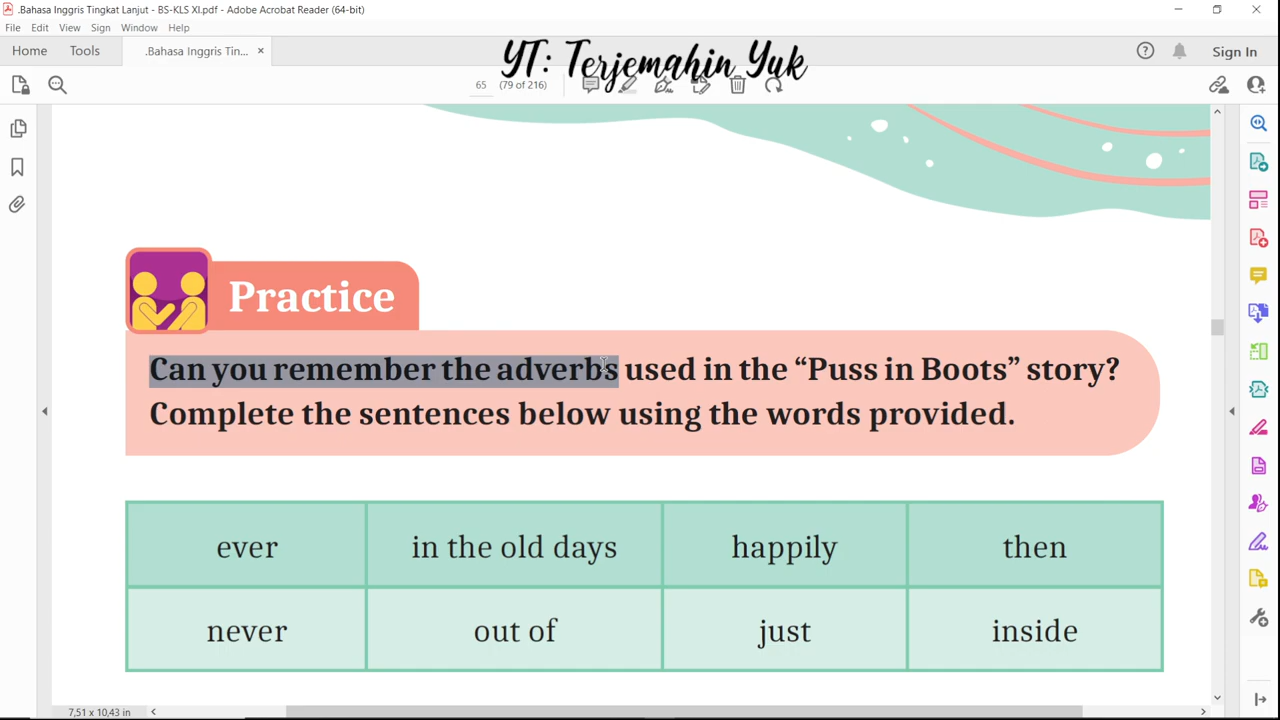 .Bahasa Inggris Tingkat Lanjut - BS-KLS XI.pdf - Adobe Acrobat Reader (64-bit)
File Edit View Sign Window Help
Home Tools .Bahasa Inggris Tin... × Sign In
YT: Terjemahin Yuk
65 (79 of 216)
Practice
Can you remember the adverbs used in the “Puss in Boots” story?
Complete the sentences below using the words provided.
ever in the old days happily then
never out of just inside
7,51 x 10,43 in